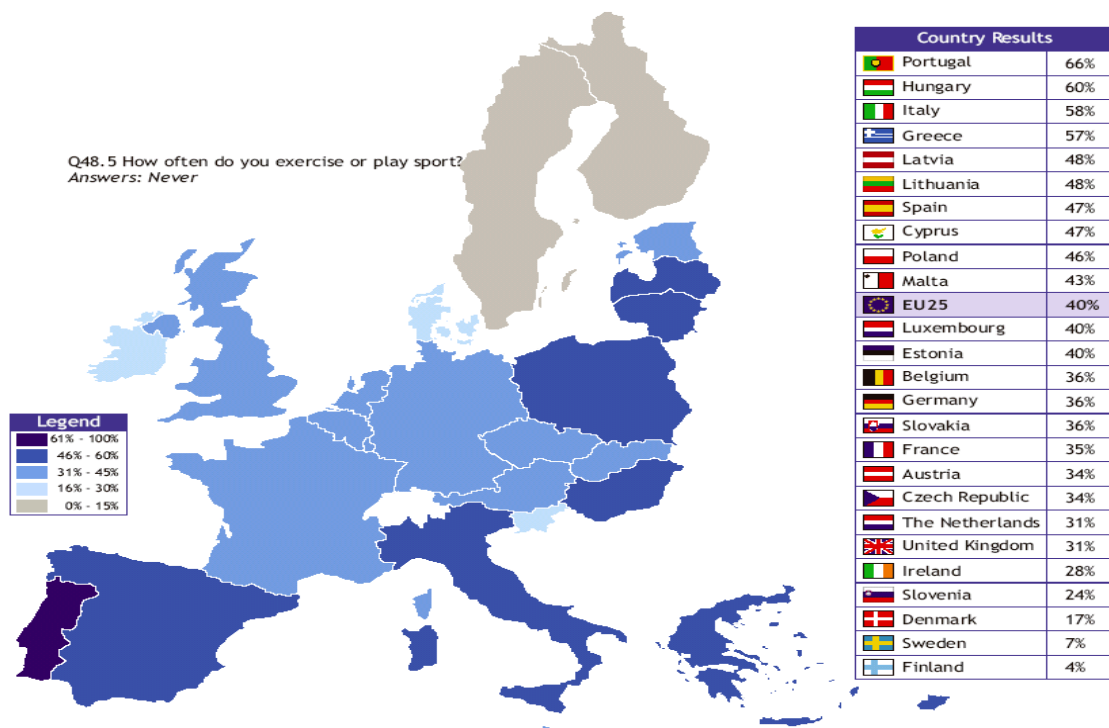 Q48.5 How often do you exercise or play sport?
Answers: Never
Legend
61% - 100%
46% - 60%
31% - 45%
16% - 30%
0% - 15%
Country Results
Portugal 66%
Hungary 60%
Italy 58%
Greece 57%
Latvia 48%
Lithuania 48%
Spain 47%
Cyprus 47%
Poland 46%
Malta 43%
EU25 40%
Luxembourg 40%
Estonia 40%
Belgium 36%
Germany 36%
Slovakia 36%
France 35%
Austria 34%
Czech Republic 34%
The Netherlands 31%
United Kingdom 31%
Ireland 28%
Slovenia 24%
Denmark 17%
Sweden 7%
Finland 4%